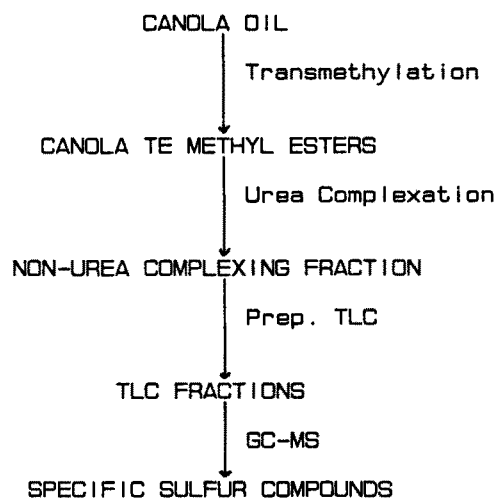 CANOLA OIL
Transmethylation
CANOLA TE METHYL ESTERS
Urea Complexation
NON-UREA COMPLEXING FRACTION
Prep. TLC
TLC FRACTIONS
GC-MS
SPECIFIC SULFUR COMPOUNDS